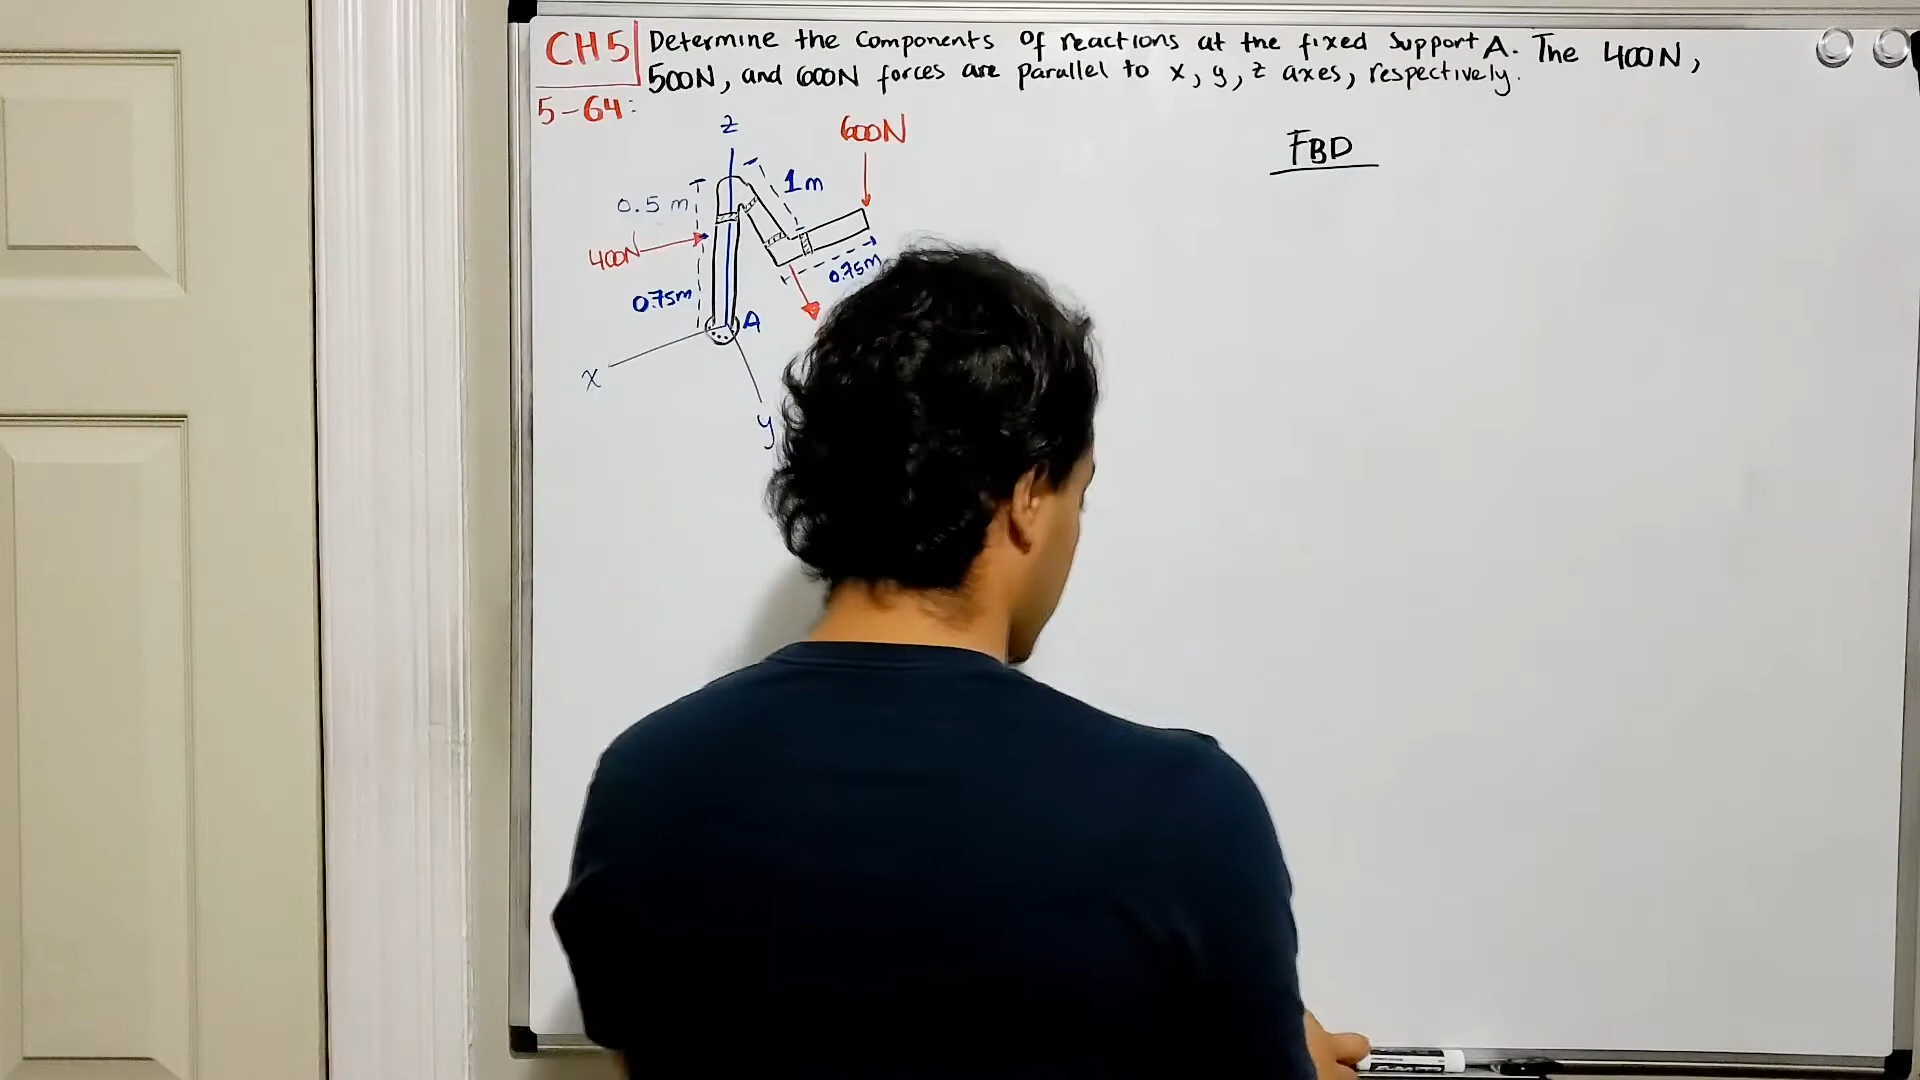 CH5 Determine the components of reactions at the fixed support A. The 400N,
500N, and 600N forces are parallel to x, y, z axes, respectively.
5-64:
FBD
z
600N
1m
0.5 m
400N
0.75m
0.75m
A
x
y